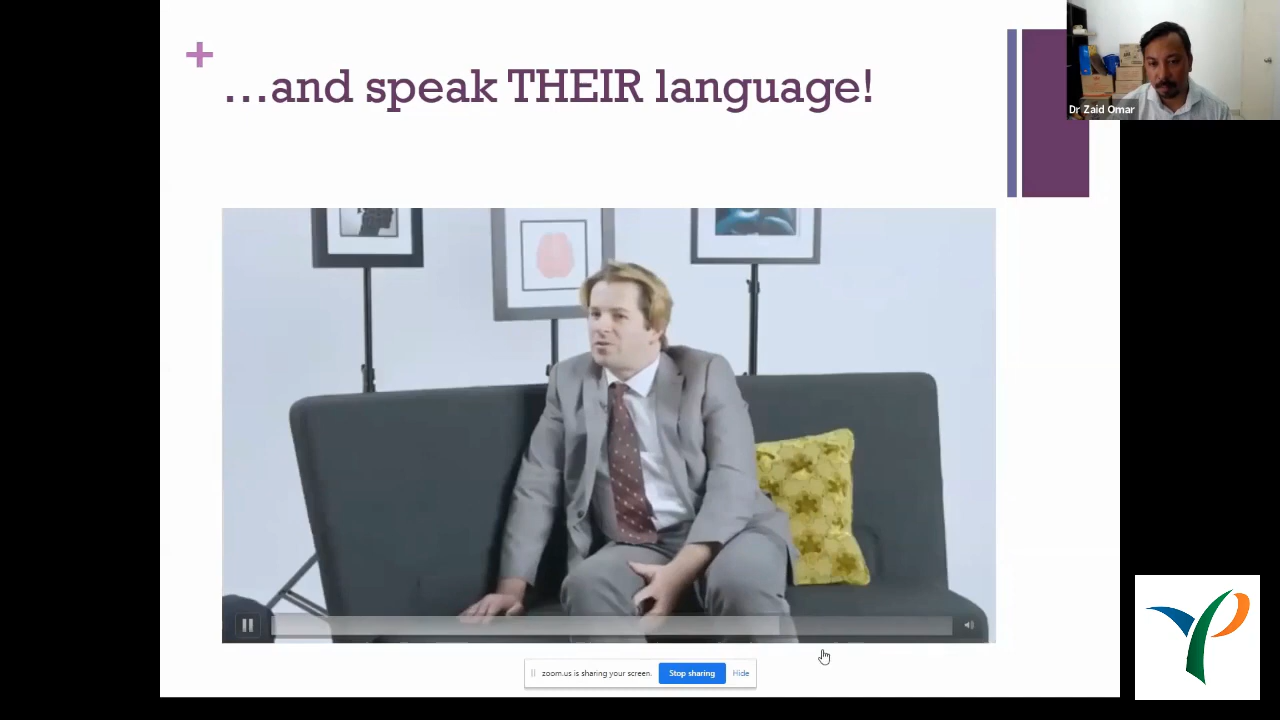 +
…and speak THEIR language!
Dr Zaid Omar
zoom.us is sharing your screen.
Stop sharing
Hide